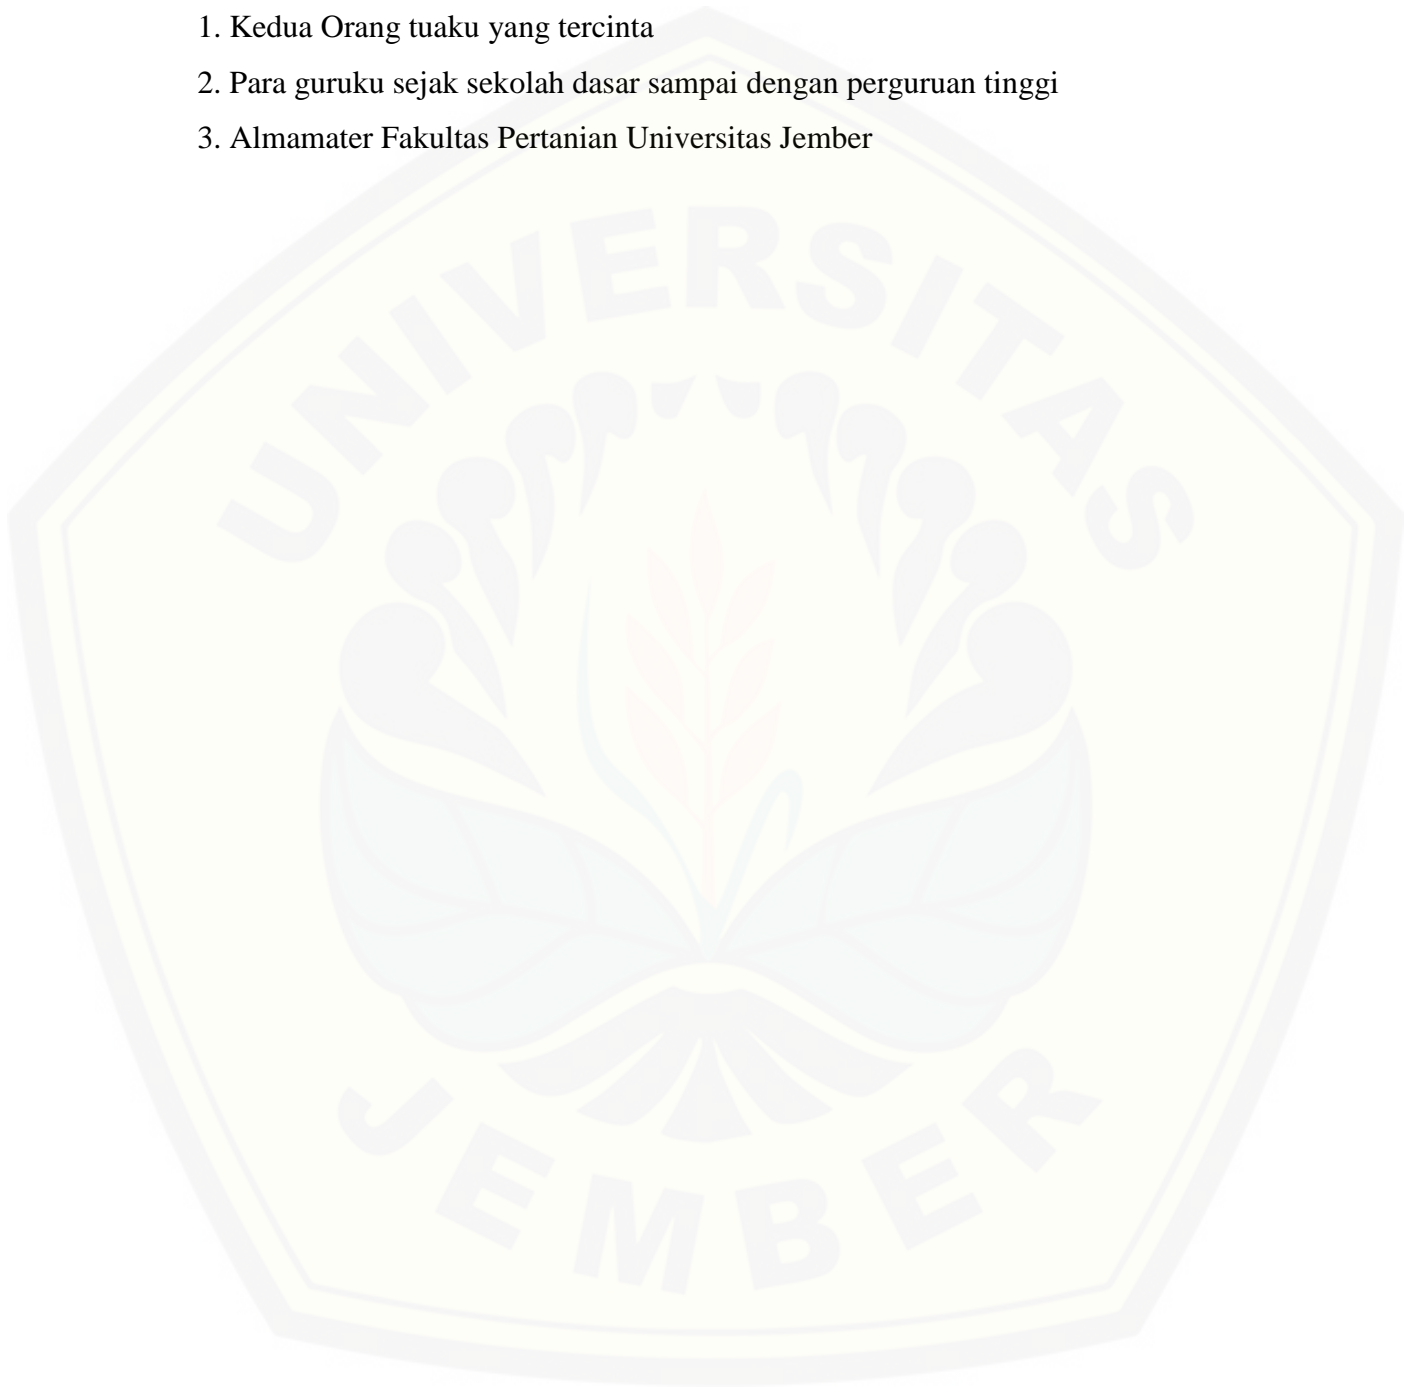 1. Kedua Orang tuaku yang tercinta
2. Para guruku sejak sekolah dasar sampai dengan perguruan tinggi
3. Almamater Fakultas Pertanian Universitas Jember
UNIVERSITAS
JEMBER